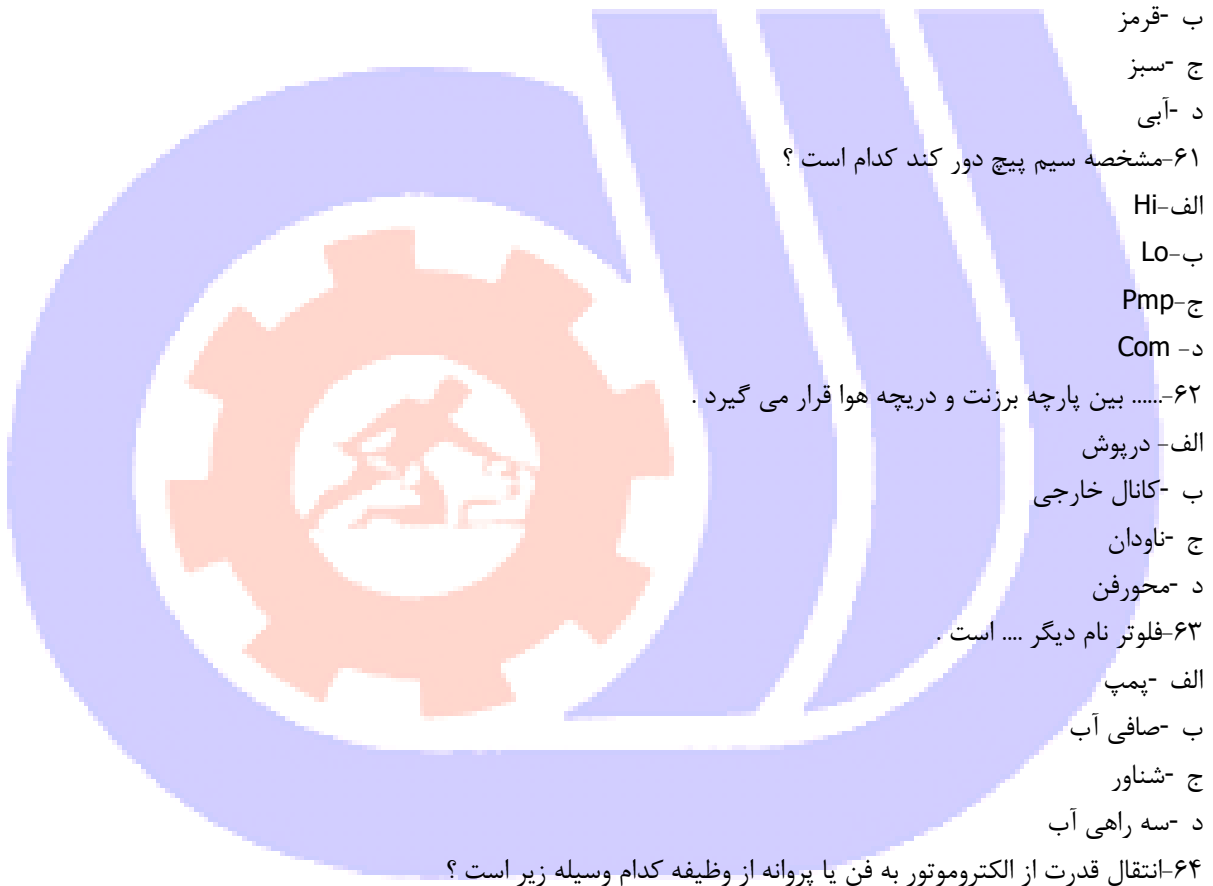 ب -قرمز
ج -سبز
د -آبی
۶۱-مشخصه سیم پیچ دور کند کدام است ؟
الف-Hi
ب-Lo
ج-Pmp
د- Com
۶۲-...... بین پارچه برزنت و دریچه هوا قرار می گیرد .
الف- درپوش
ب -کانال خارجی
ج -ناودان
د -محورفن
۶۳-فلوتر نام دیگر .... است .
الف -پمپ
ب -صافی آب
ج -شناور
د -سه راهی آب
۶۴-انتقال قدرت از الکتروموتور به فن یا پروانه از وظیفه کدام وسیله زیر است ؟